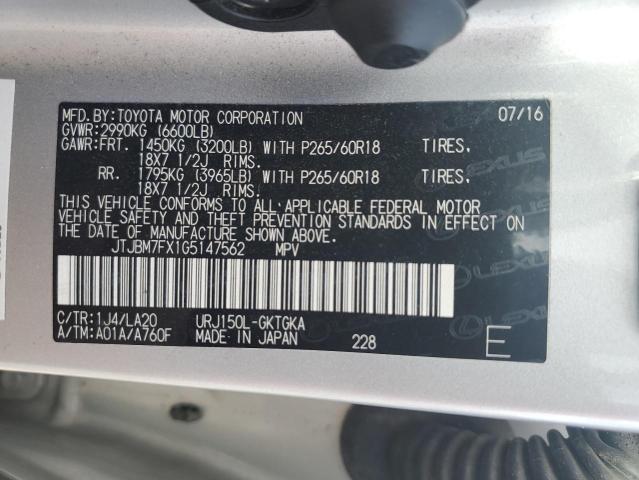 MFD.BY:TOYOTA MOTOR CORPORATION 07/16
GVWR:2990KG (6600LB)
GAWR:FRT. 1450KG (3200LB) WITH P265/60R18 TIRES,
18X7 1/2J RIMS.
RR. 1795KG (3965LB) WITH P265/60R18 TIRES,
18X7 1/2J RIMS.
THIS VEHICLE CONFORMS TO ALL APPLICABLE FEDERAL MOTOR
VEHICLE SAFETY AND THEFT PREVENTION STANDARDS IN EFFECT ON
THE DATE OF MANUFACTURE SHOWN ABOVE.
JTJBM7FX1G5147562 MPV
C/TR:1J4/LA20 URJ150L-GKTGKA
A/TM:A01A/A760F MADE IN JAPAN 228 E
LEXUS
LEXUS
LEXUS